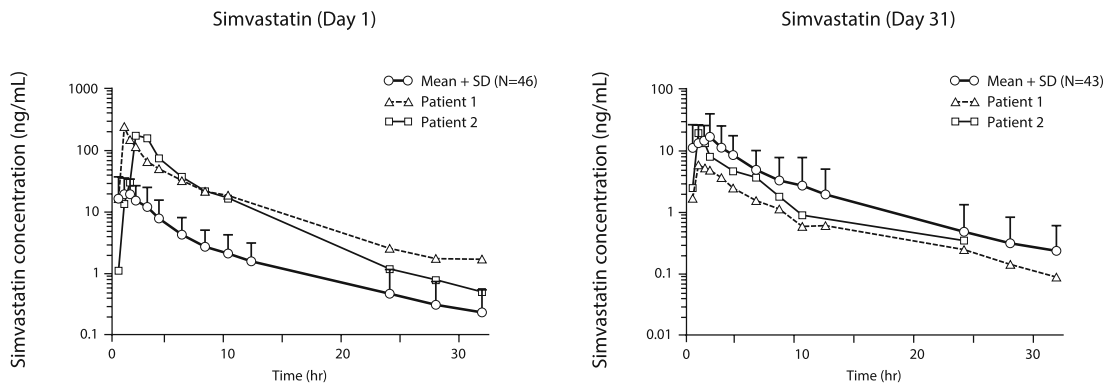 Simvastatin (Day 1)
Simvastatin concentration (ng/mL)
1000
100
10
1
0.1
0
10
20
30
Time (hr)
Mean + SD (N=46)
Patient 1
Patient 2
Simvastatin (Day 31)
Simvastatin concentration (ng/mL)
100
10
1
0.1
0.01
0
10
20
30
Time (hr)
Mean + SD (N=43)
Patient 1
Patient 2